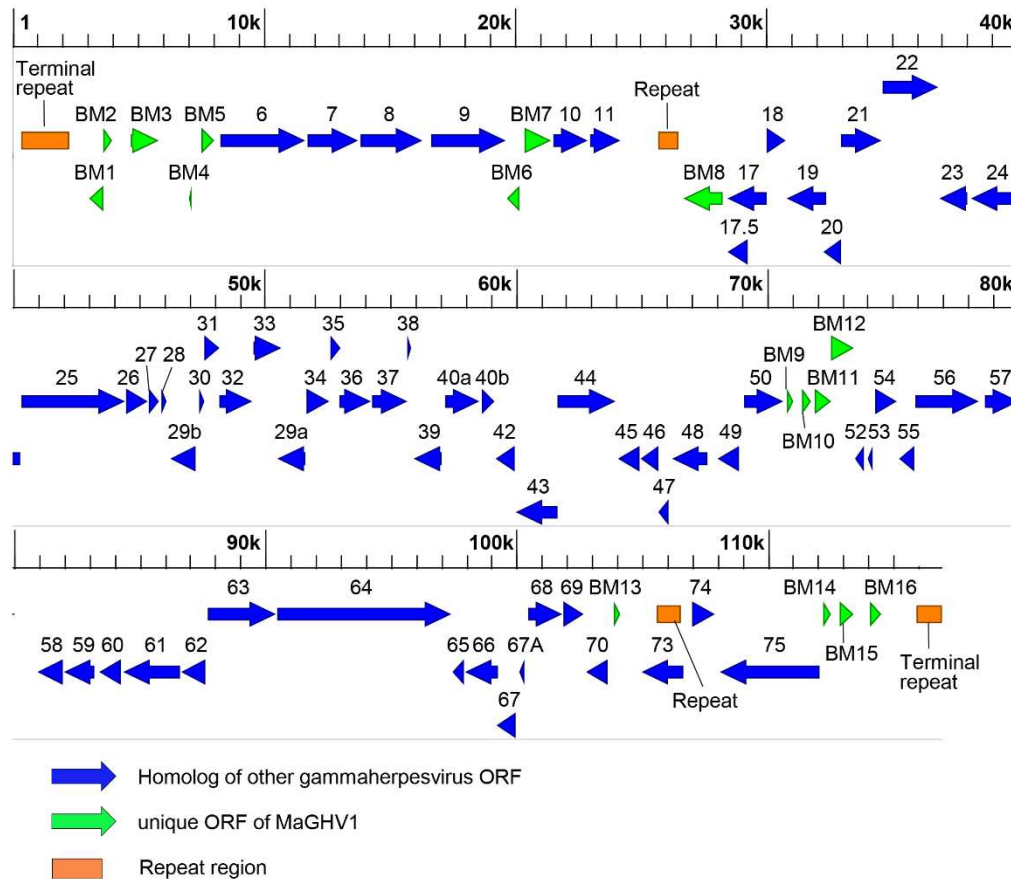 1 10k 20k 30k 40k
Terminal repeat
Repeat
22
BM2 BM3 BM5 6 7 8 9 BM7 10 11 18 21
BM1 BM4 BM6 BM8 17 19 23 24
17.5 20
50k 60k 70k 80k
31 33 35 38 BM12
25 26 27 28 30 32 34 36 37 40a 40b 44 50 BM9 BM11 54 56 57
BM10
29b 29a 39 42 45 46 48 49 52 53 55
43 47
90k 100k 110k
63 64 68 69 BM13 74 BM14 BM16
BM15
58 59 60 61 62 65 66 67A 70 73 75
Terminal repeat
Repeat
67
Homolog of other gammaherpesvirus ORF
unique ORF of MaGHV1
Repeat region